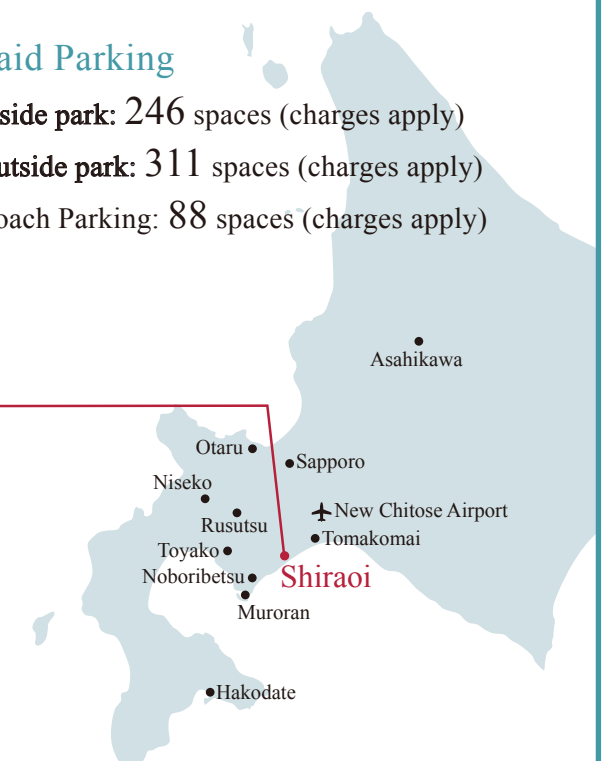 aid Parking
side park: 246 spaces (charges apply)
utside park: 311 spaces (charges apply)
oach Parking: 88 spaces (charges apply)
Asahikawa
Otaru
Sapporo
Niseko
New Chitose Airport
Rusutsu
Tomakomai
Toyako
Noboribetsu
Shiraoi
Muroran
Hakodate